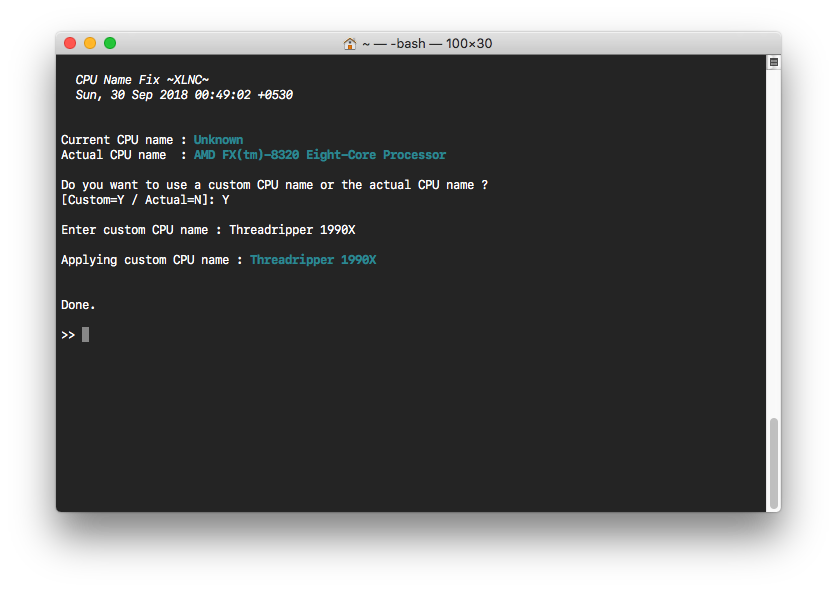 ~ — -bash — 100×30
CPU Name Fix ~XLNC~
Sun, 30 Sep 2018 00:49:02 +0530
Current CPU name : Unknown
Actual CPU name  : AMD FX(tm)-8320 Eight-Core Processor
Do you want to use a custom CPU name or the actual CPU name ?
[Custom=Y / Actual=N]: Y
Enter custom CPU name : Threadripper 1990X
Applying custom CPU name : Threadripper 1990X
Done.
>>